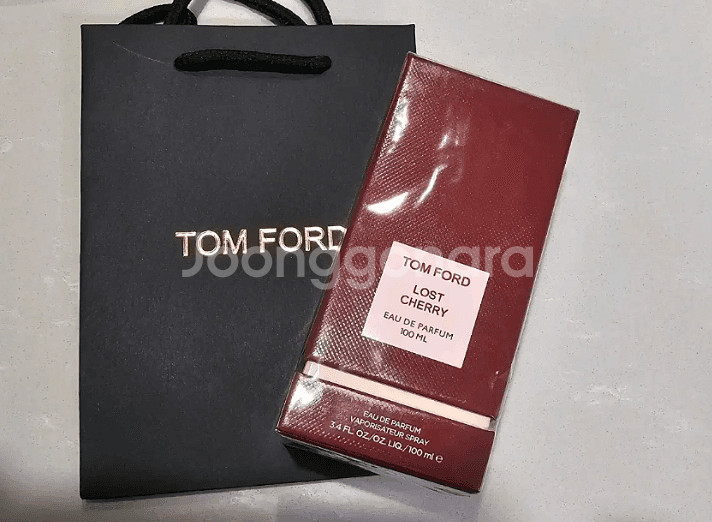 TOM FORD
Joonggonara
TOM FORD
LOST
CHERRY
EAU DE PARFUM
100 ML
EAU DE PARFUM
VAPORISATEUR SPRAY
3.4 FL. OZ/OZ. LIQ./100 ml ℮